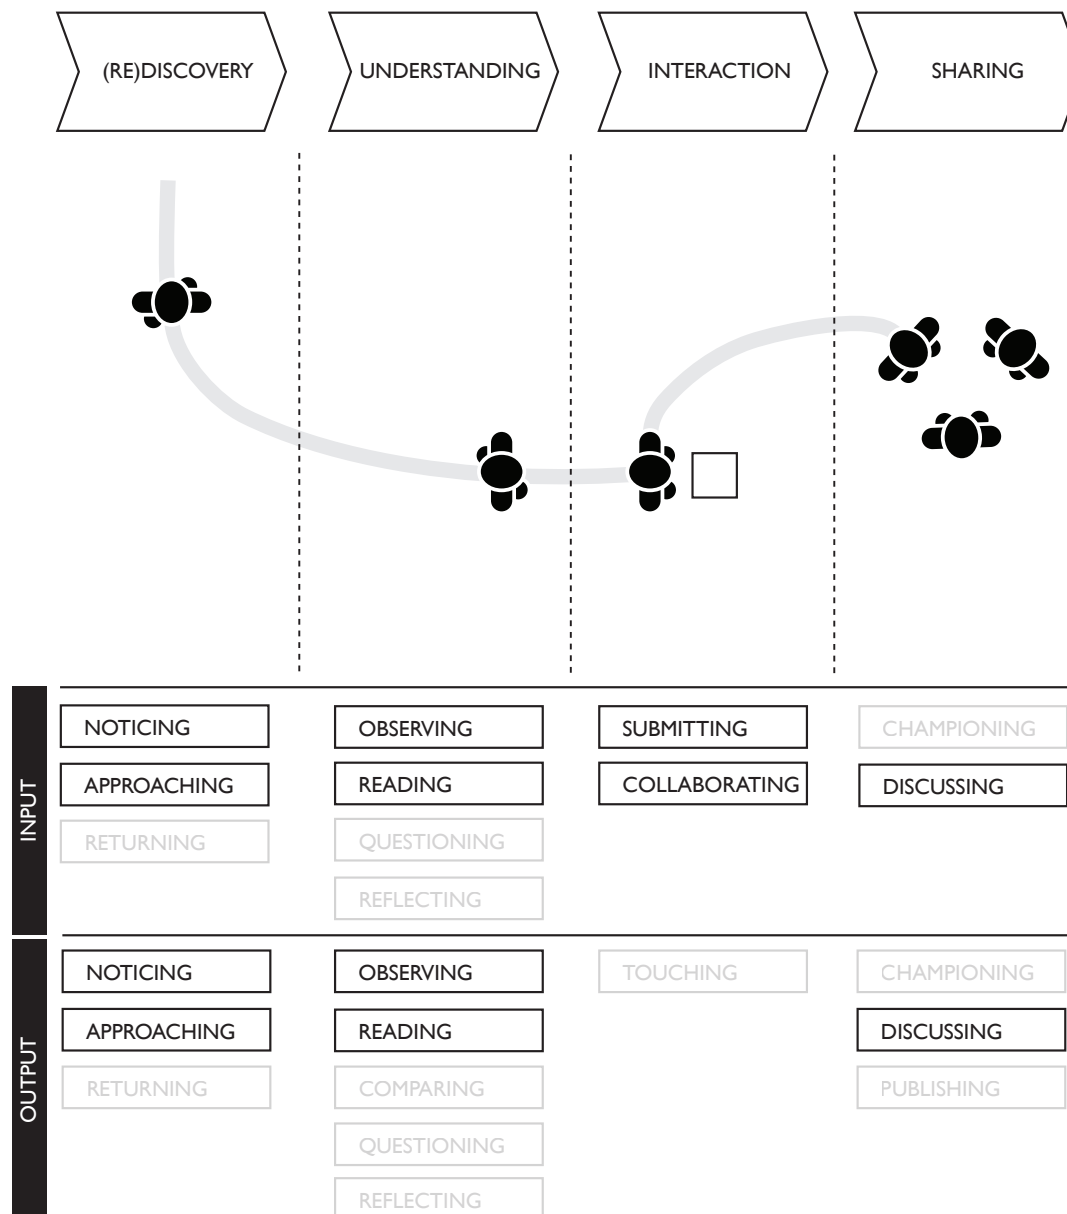 (RE)DISCOVERY
UNDERSTANDING
INTERACTION
SHARING
INPUT
NOTICING
OBSERVING
SUBMITTING
CHAMPIONING
APPROACHING
READING
COLLABORATING
DISCUSSING
RETURNING
QUESTIONING
REFLECTING
OUTPUT
NOTICING
OBSERVING
TOUCHING
CHAMPIONING
APPROACHING
READING
DISCUSSING
RETURNING
COMPARING
PUBLISHING
QUESTIONING
REFLECTING